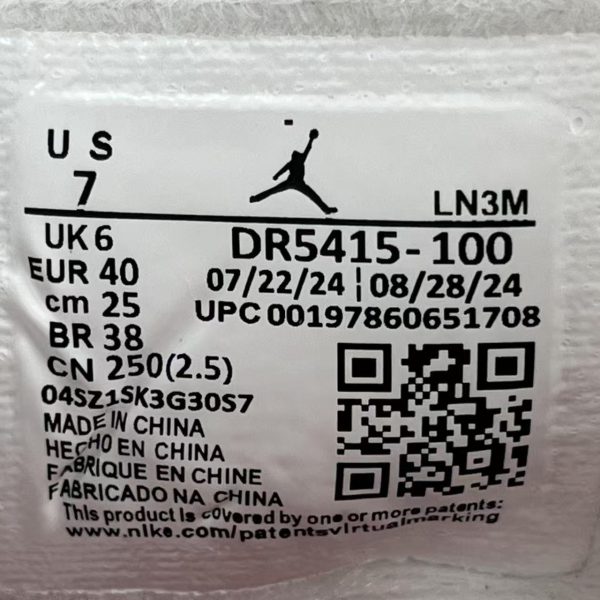 US
7
LN3M
UK 6
DR5415-100
EUR 40
07/22/24 | 08/28/24
cm 25
UPC 00197860651708
BR 38
CN 250(2.5)
04SZ1SK3G30S7
MADE IN CHINA
HECHO EN CHINA
FABRIQUE EN CHINE
FABRICADO NA CHINA
This product is covered by one or more patents:
www.nike.com/patentsvirtualmarking